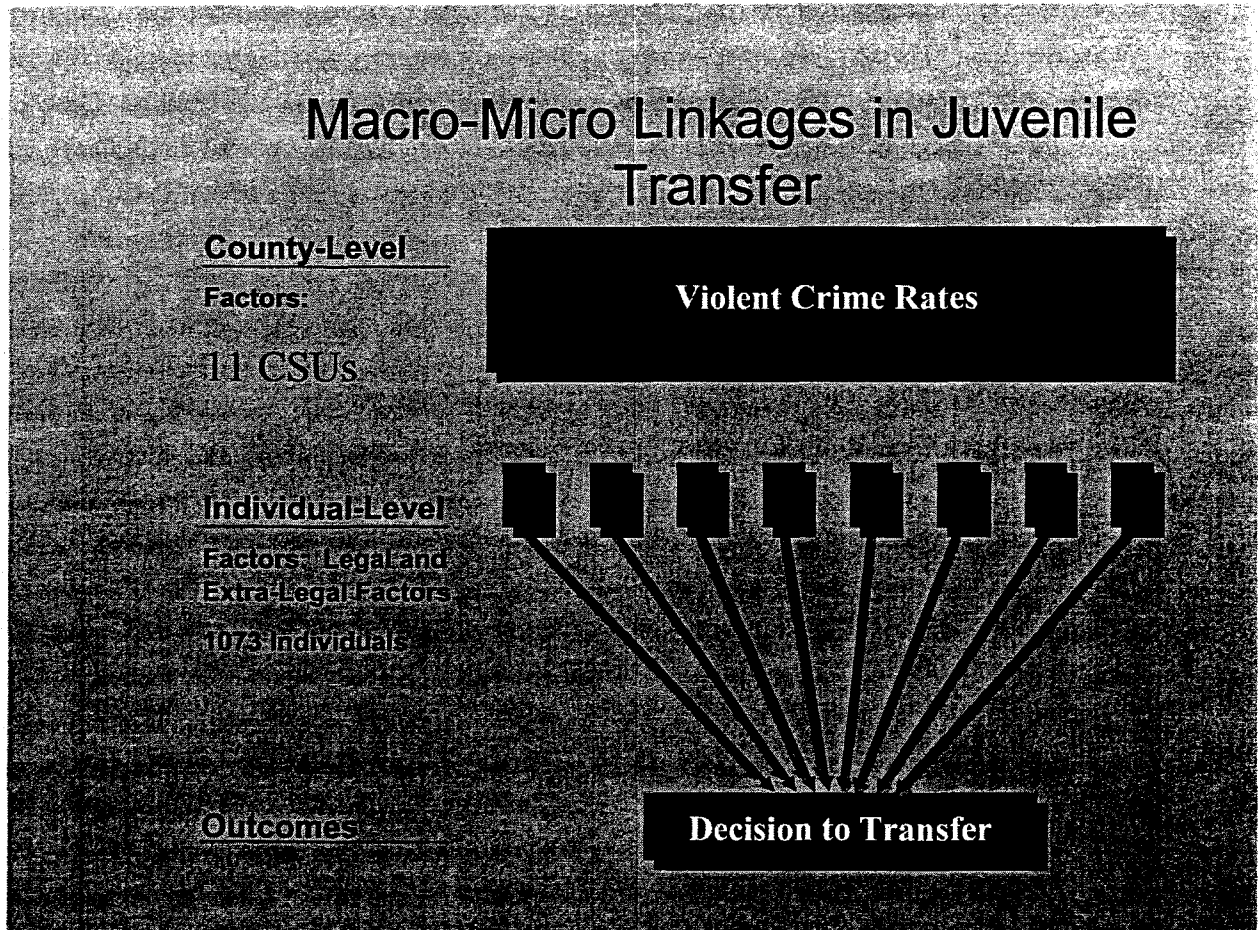 Macro-Micro Linkages in Juvenile
Transfer
County-Level
Factors:
11 CSUs
Violent Crime Rates
Individual-Level
Factors: Legal and
Extra-Legal Factors
1073 Individuals
Outcomes
Decision to Transfer